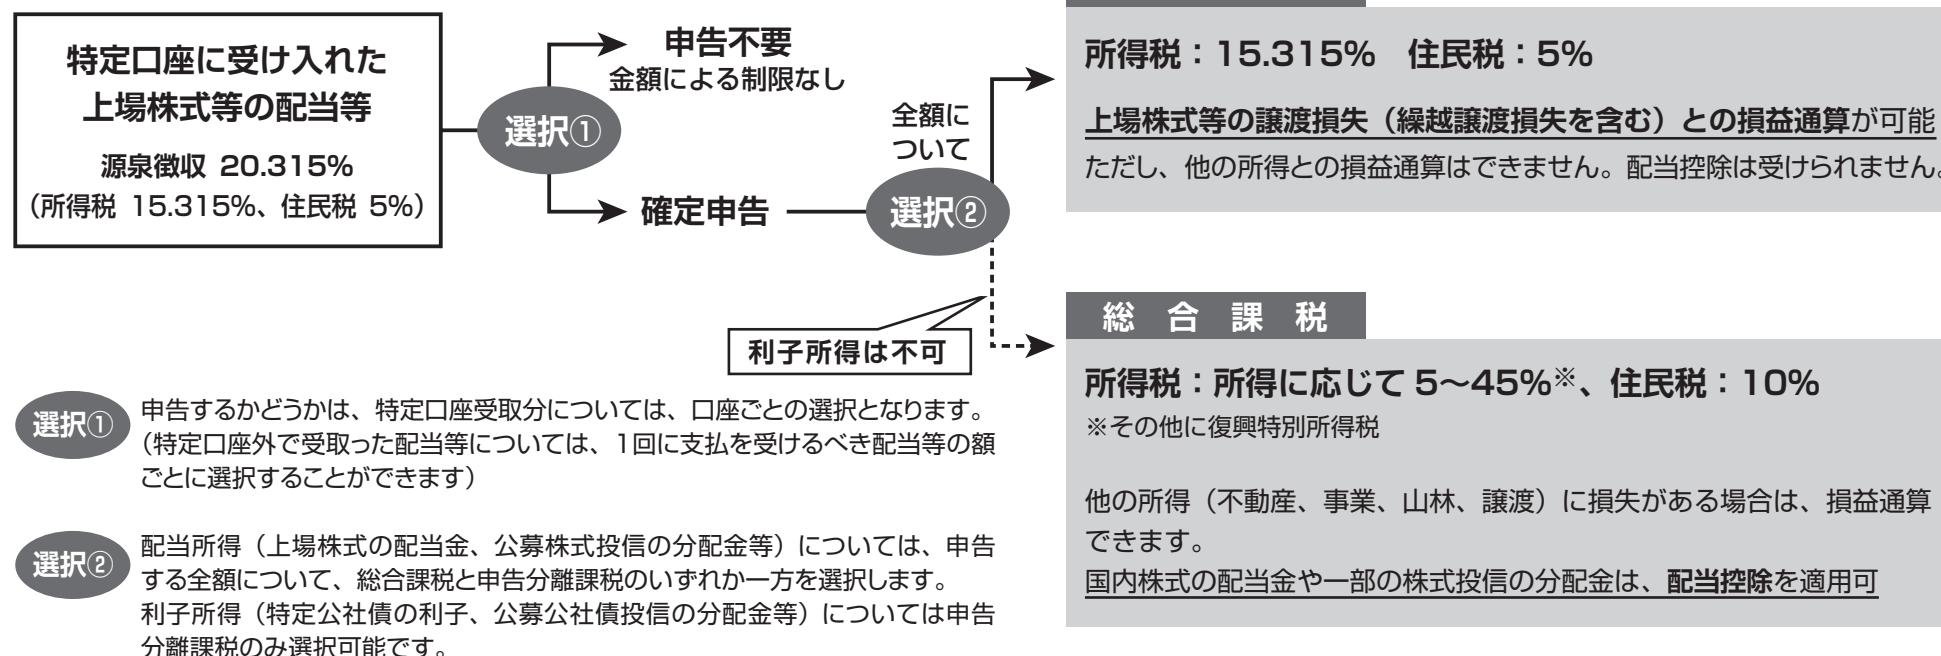 特定口座に受け入れた
上場株式等の配当等
源泉徴収 20.315%
（所得税 15.315%、住民税 5%）
選択①
申告不要
金額による制限なし
確定申告
全額に
ついて
選択②
利子所得は不可
所得税：15.315%　住民税：5%
上場株式等の譲渡損失（繰越譲渡損失を含む）との損益通算が可能
ただし、他の所得との損益通算はできません。配当控除は受けられません。
総　合　課　税
所得税：所得に応じて 5〜45%※、住民税：10%
※その他に復興特別所得税
他の所得（不動産、事業、山林、譲渡）に損失がある場合は、損益通算
できます。
国内株式の配当金や一部の株式投信の分配金は、配当控除を適用可
選択①
申告するかどうかは、特定口座受取分については、口座ごとの選択となります。
（特定口座外で受取った配当等については、1回に支払を受けるべき配当等の額
ごとに選択することができます）
選択②
配当所得（上場株式の配当金、公募株式投信の分配金等）については、申告
する全額について、総合課税と申告分離課税のいずれか一方を選択します。
利子所得（特定公社債の利子、公募公社債投信の分配金等）については申告
分離課税のみ選択可能です。